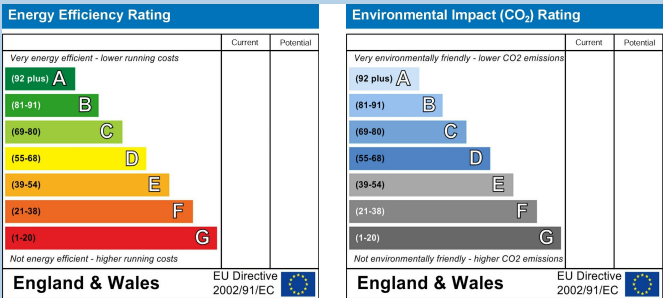 Energy Efficiency Rating
Current Potential
Very energy efficient - lower running costs
(92 plus) A
(81-91) B
(69-80) C
(55-68) D
(39-54) E
(21-38) F
(1-20) G
Not energy efficient - higher running costs
England & Wales
EU Directive
2002/91/EC
Environmental Impact (CO₂) Rating
Current Potential
Very environmentally friendly - lower CO2 emissions
(92 plus) A
(81-91) B
(69-80) C
(55-68) D
(39-54) E
(21-38) F
(1-20) G
Not environmentally friendly - higher CO2 emissions
England & Wales
EU Directive
2002/91/EC